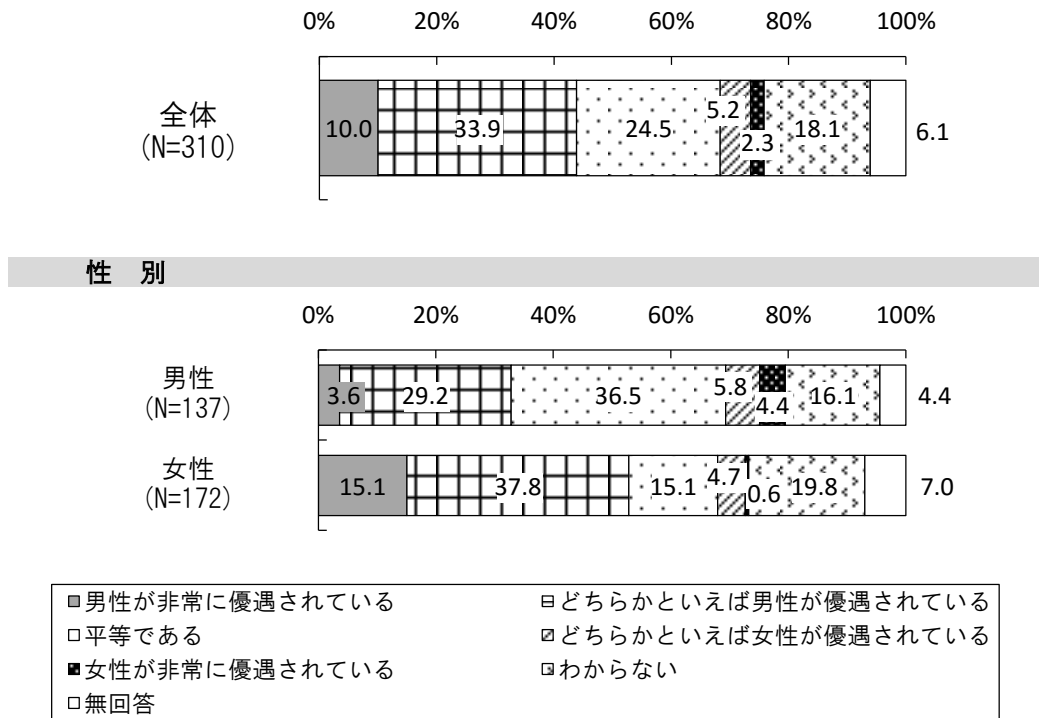 0% 20% 40% 60% 80% 100%
全体
(N=310)
10.0 33.9 24.5 5.2 2.3 18.1 6.1
性 別
0% 20% 40% 60% 80% 100%
男性
(N=137)
3.6 29.2 36.5 5.8 4.4 16.1 4.4
女性
(N=172)
15.1 37.8 15.1 4.7 0.6 19.8 7.0
男性が非常に優遇されている どちらかといえば男性が優遇されている
平等である どちらかといえば女性が優遇されている
女性が非常に優遇されている わからない
無回答